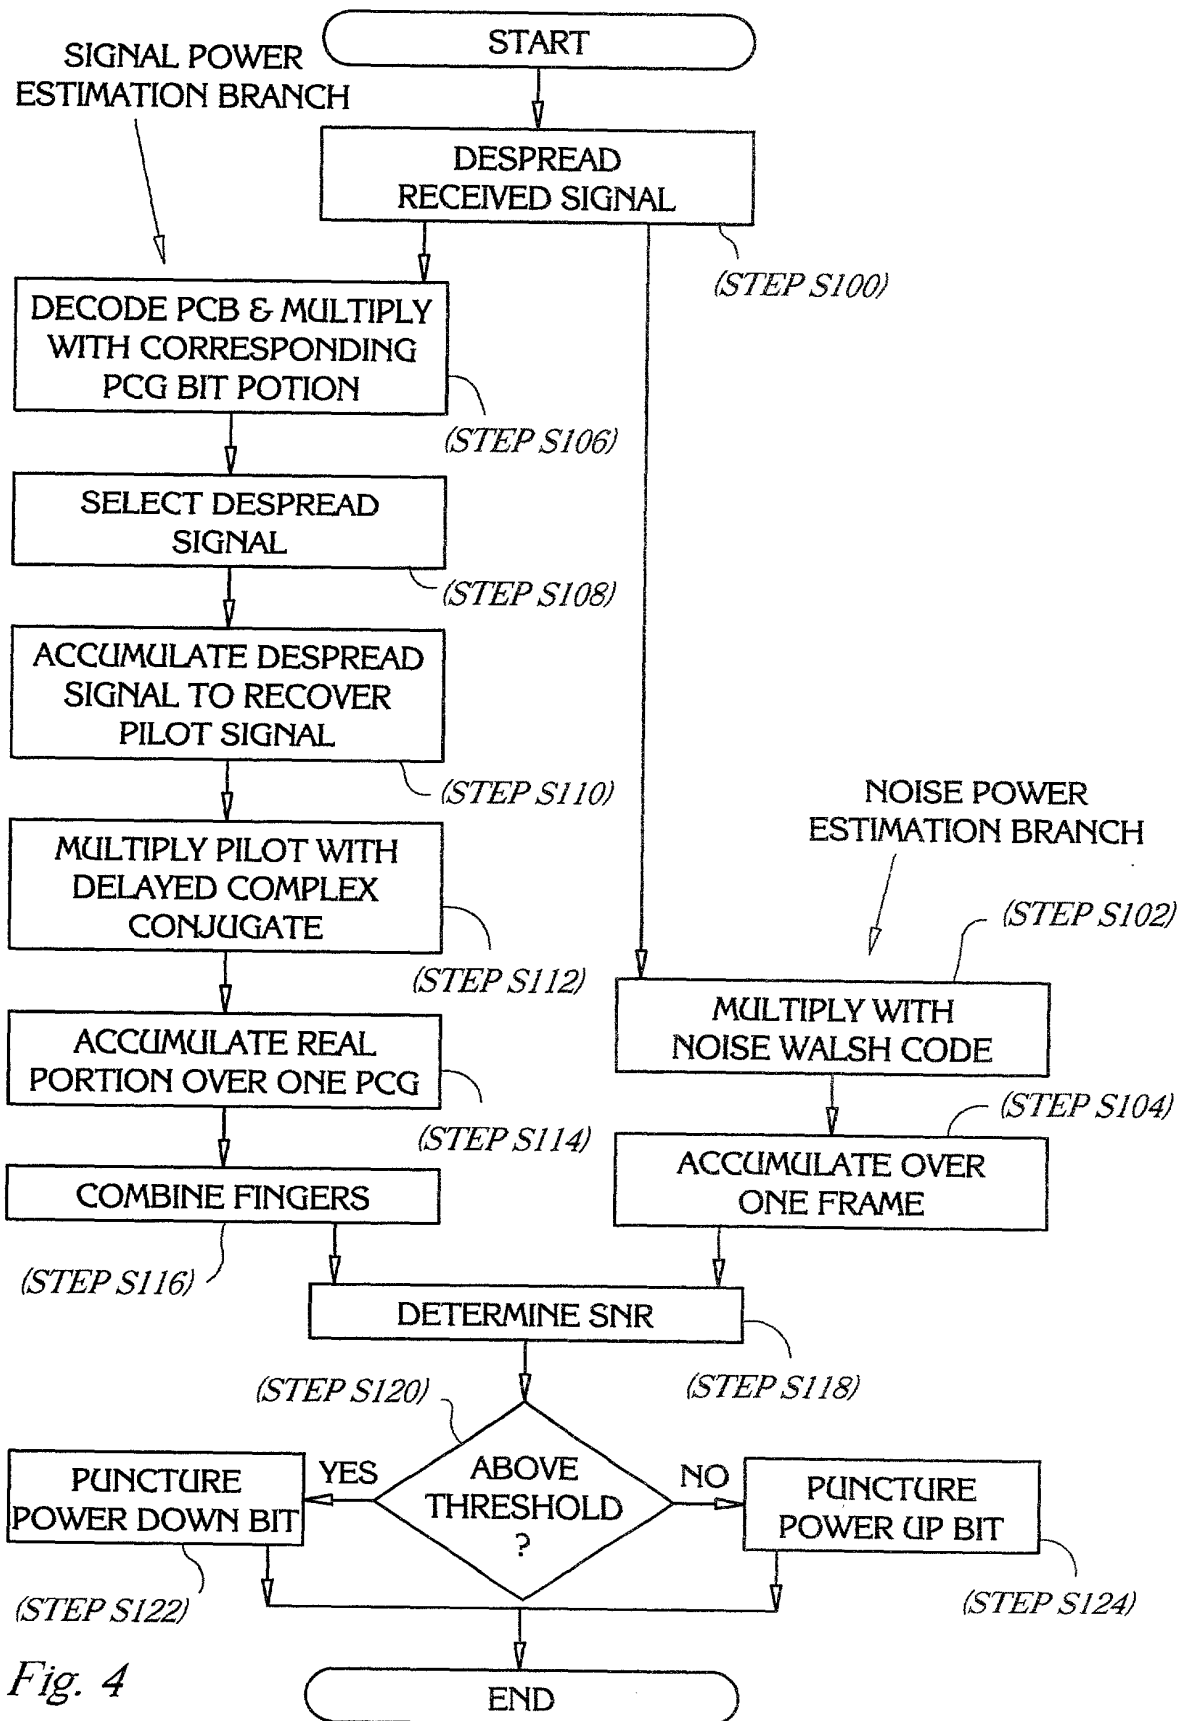 START
SIGNAL POWER
ESTIMATION BRANCH
DESPREAD
RECEIVED SIGNAL
(STEP S100)
DECODE PCB & MULTIPLY
WITH CORRESPONDING
PCG BIT POTION
(STEP S106)
SELECT DESPREAD
SIGNAL
(STEP S108)
ACCUMULATE DESPREAD
SIGNAL TO RECOVER
PILOT SIGNAL
(STEP S110)
MULTIPLY PILOT WITH
DELAYED COMPLEX
CONJUGATE
(STEP S112)
ACCUMULATE REAL
PORTION OVER ONE PCG
(STEP S114)
COMBINE FINGERS
(STEP S116)
NOISE POWER
ESTIMATION BRANCH
(STEP S102)
MULTIPLY WITH
NOISE WALSH CODE
(STEP S104)
ACCUMULATE OVER
ONE FRAME
DETERMINE SNR
(STEP S118)
(STEP S120)
ABOVE
THRESHOLD
?
YES
NO
PUNCTURE
POWER DOWN BIT
(STEP S122)
PUNCTURE
POWER UP BIT
(STEP S124)
END
Fig. 4